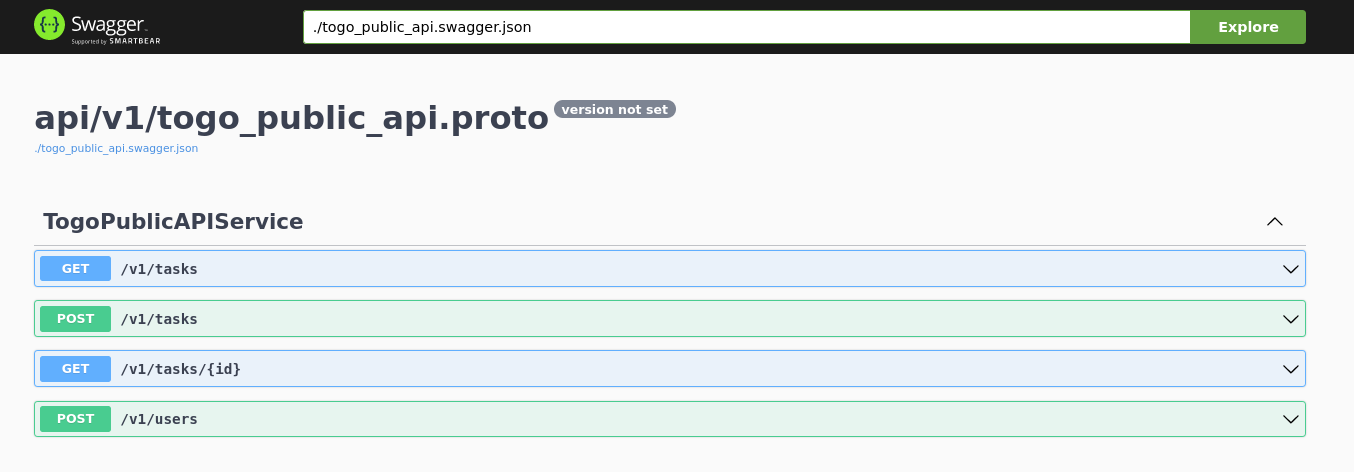 Swagger
Supported by SMARTBEAR
./togo_public_api.swagger.json
Explore
api/v1/togo_public_api.proto version not set
./togo_public_api.swagger.json
TogoPublicAPIService
GET /v1/tasks
POST /v1/tasks
GET /v1/tasks/{id}
POST /v1/users